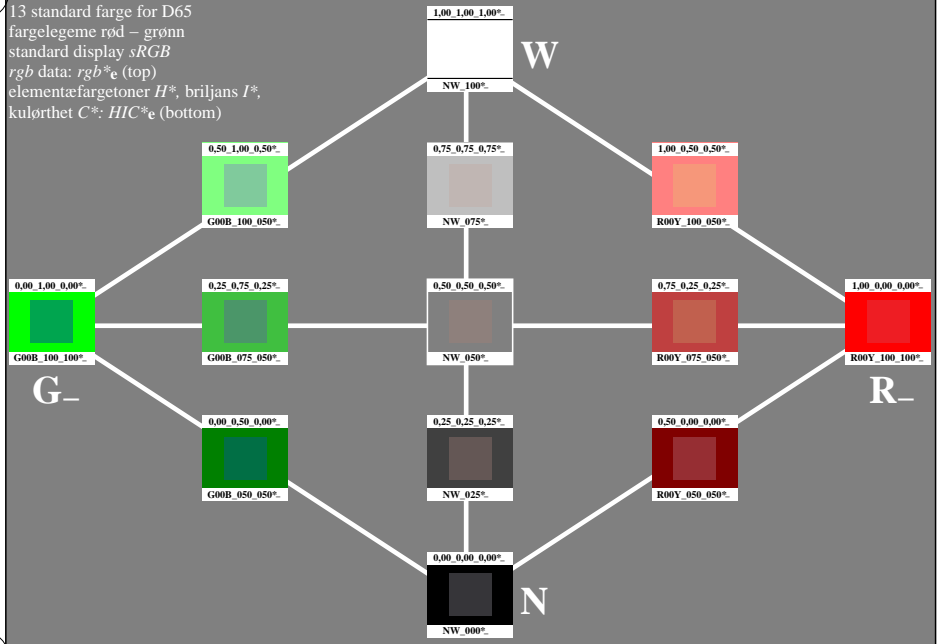 13 standard farge for D65
fargelegeme rød – grønn
standard display sRGB
rgb data: rgb*e (top)
elementæfargetoner H*, briljans I*,
kulørthet C*: HIC*e (bottom)
1,00_1,00_1,00*_
W
NW_100*_
0,50_1,00_0,50*_
0,75_0,75_0,75*_
1,00_0,50_0,50*_
G00B_100_050*_
NW_075*_
R00Y_100_050*_
0,00_1,00_0,00*_
0,25_0,75_0,25*_
0,50_0,50_0,50*_
0,75_0,25_0,25*_
1,00_0,00_0,00*_
G00B_100_100*_
G00B_075_050*_
NW_050*_
R00Y_075_050*_
R00Y_100_100*_
G_
R_
0,00_0,50_0,00*_
0,25_0,25_0,25*_
0,50_0,00_0,00*_
G00B_050_050*_
NW_025*_
R00Y_050_050*_
0,00_0,00_0,00*_
N
NW_000*_